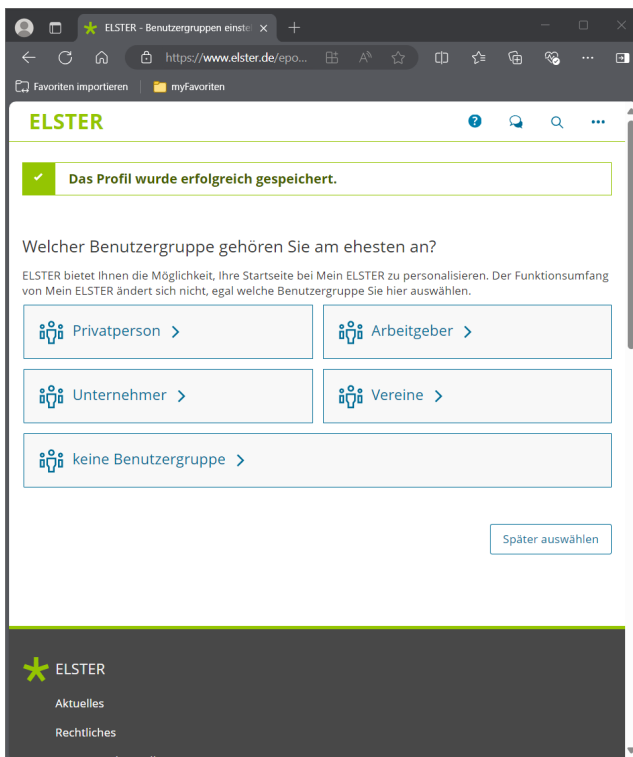 ELSTER - Benutzergruppen einstel
https://www.elster.de/epo...
Favoriten importieren
myFavoriten
ELSTER
Das Profil wurde erfolgreich gespeichert.
Welcher Benutzergruppe gehören Sie am ehesten an?
ELSTER bietet Ihnen die Möglichkeit, Ihre Startseite bei Mein ELSTER zu personalisieren. Der Funktionsumfang
von Mein ELSTER ändert sich nicht, egal welche Benutzergruppe Sie hier auswählen.
Privatperson
Arbeitgeber
Unternehmer
Vereine
keine Benutzergruppe
Später auswählen
ELSTER
Aktuelles
Rechtliches